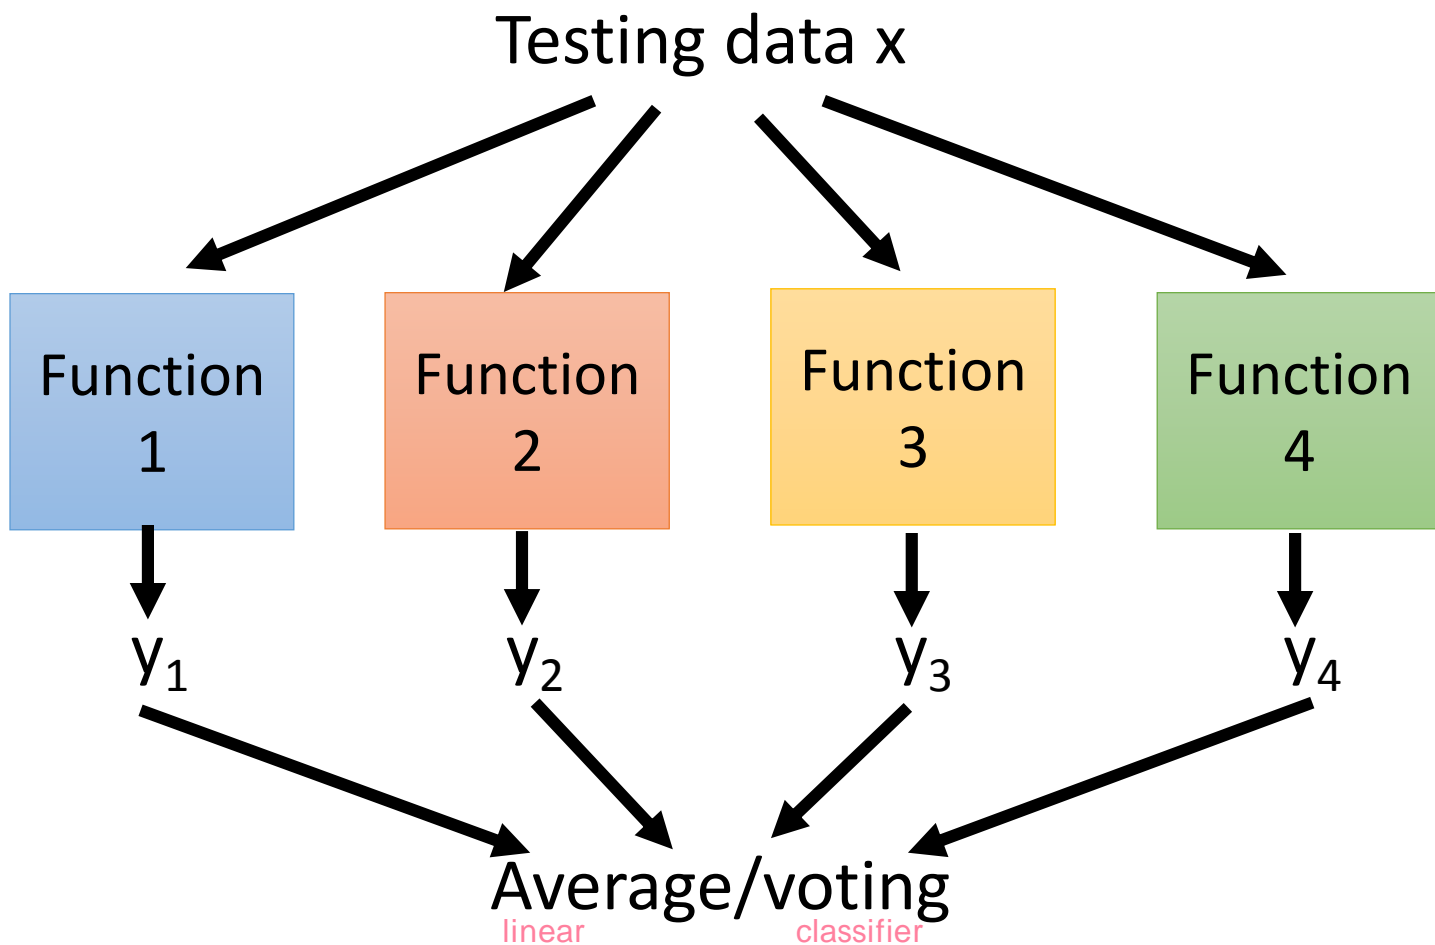 Testing data x
Function
1
Function
2
Function
3
Function
4
y1
y2
y3
y4
Average/voting
linear
classifier